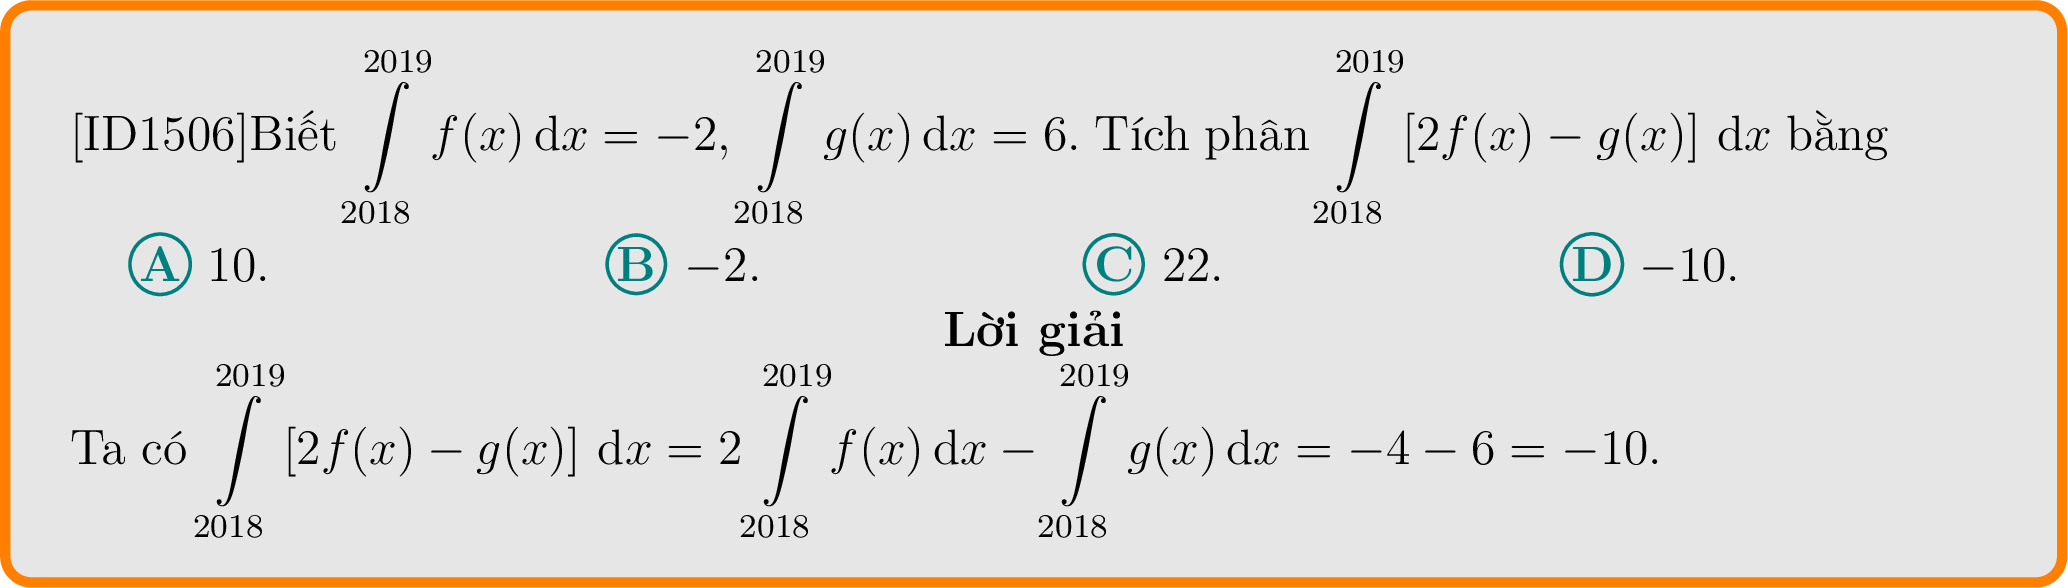 [ID1506]Biết $\int\limits_{2018}^{2019} f(x)\,\mathrm{d}x = -2$, $\int\limits_{2018}^{2019} g(x)\,\mathrm{d}x = 6$. Tích phân $\int\limits_{2018}^{2019} [2f(x) - g(x)]\,\mathrm{d}x$ bằng
A 10. B −2. C 22. D −10.
Lời giải
Ta có $\int\limits_{2018}^{2019} [2f(x) - g(x)]\,\mathrm{d}x = 2\int\limits_{2018}^{2019} f(x)\,\mathrm{d}x - \int\limits_{2018}^{2019} g(x)\,\mathrm{d}x = -4 - 6 = -10$.